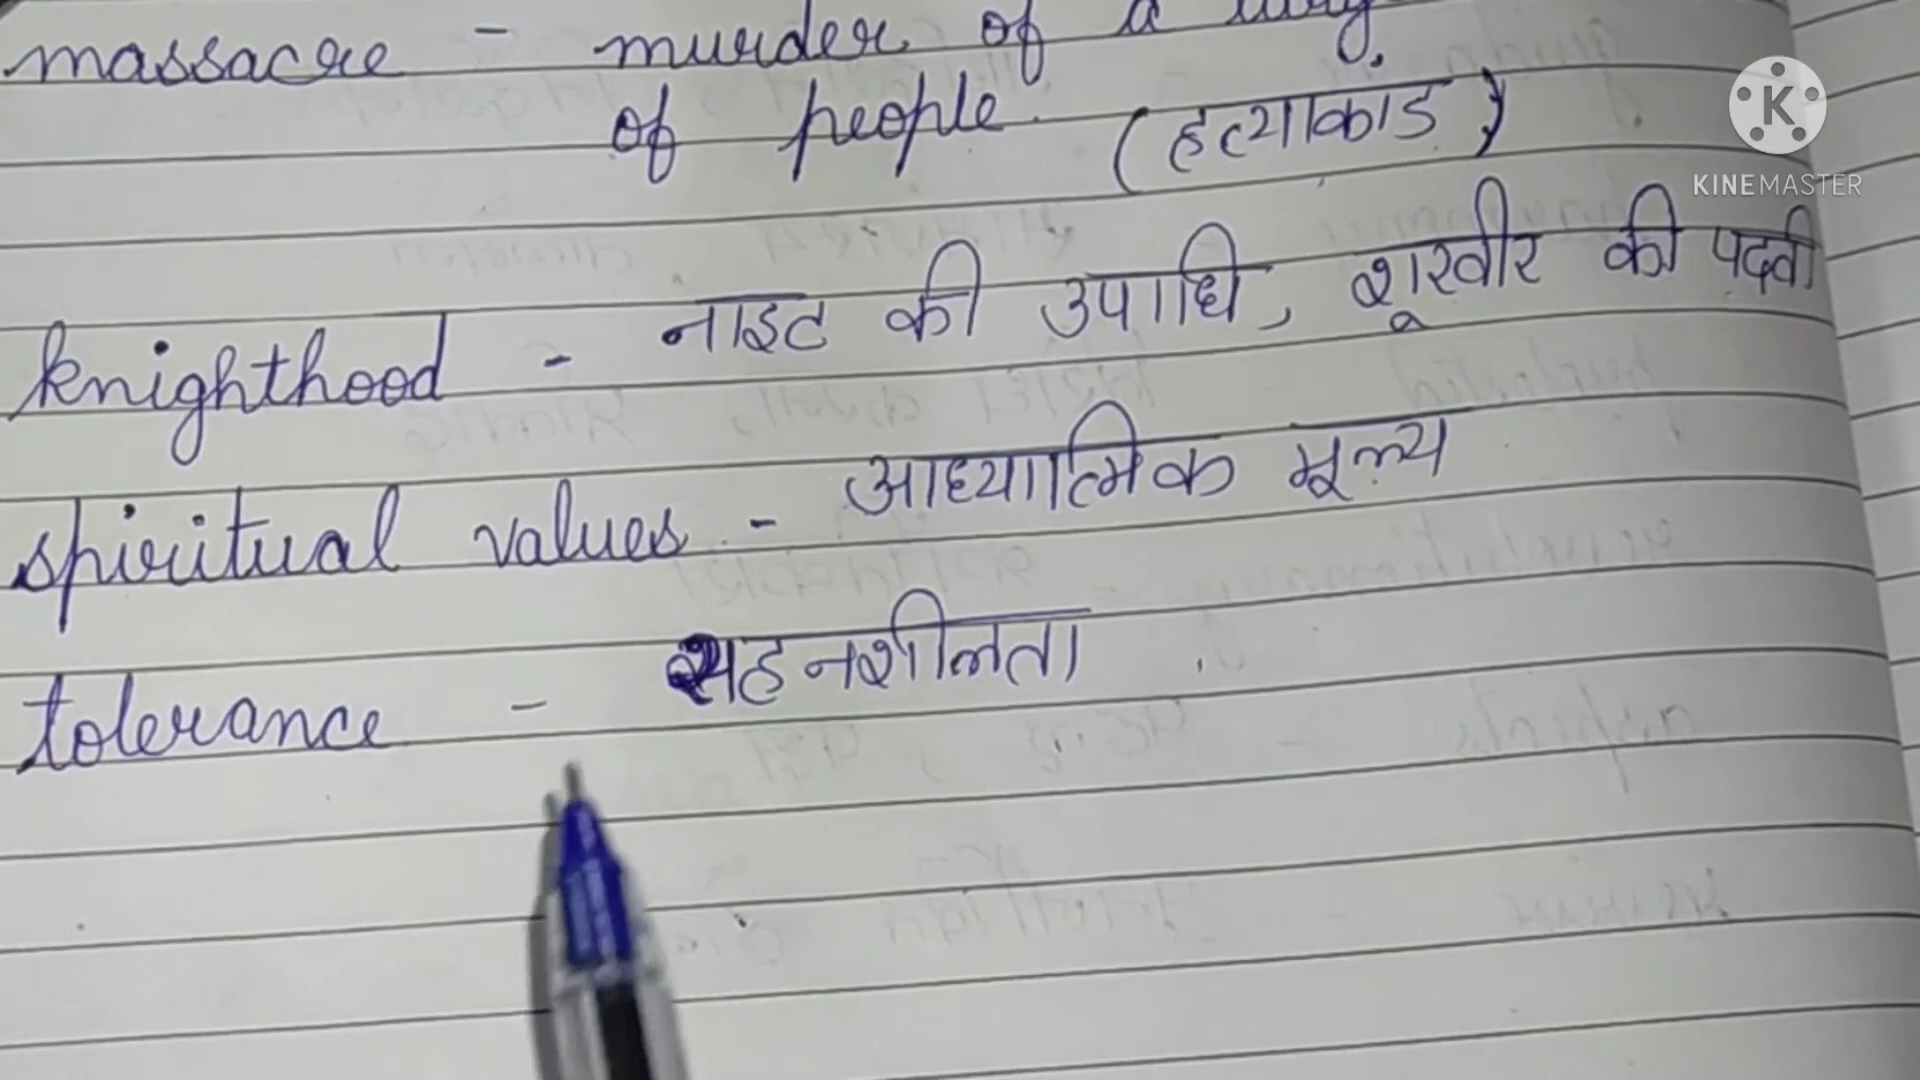 massacre - murder of a
of people. (हत्याकांड)
knighthood - नाइट की उपाधि, शूरवीर की पदवी
spiritual values - आध्यात्मिक मूल्य
tolerance - सहनशीलता
K
KINEMASTER